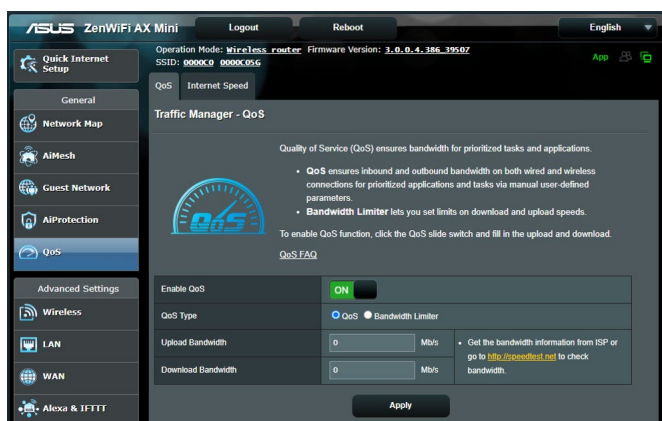 ASUS ZenWiFi AX Mini Logout Reboot English
Operation Mode: Wireless router Firmware Version: 3.0.0.4.386_39507
SSID: 0000C0 0000C05G
App
Quick Internet
Setup
General
Network Map
AiMesh
Guest Network
AiProtection
QoS
Advanced Settings
Wireless
LAN
WAN
Alexa & IFTTT
QoS Internet Speed
Traffic Manager - QoS
QoS
Quality of Service (QoS) ensures bandwidth for prioritized tasks and applications.
• QoS ensures inbound and outbound bandwidth on both wired and wireless
connections for prioritized applications and tasks via manual user-defined
parameters.
• Bandwidth Limiter lets you set limits on download and upload speeds.
To enable QoS function, click the QoS slide switch and fill in the upload and download.
QoS FAQ
Enable QoS ON
QoS Type QoS Bandwidth Limiter
Upload Bandwidth 0 Mb/s
Download Bandwidth 0 Mb/s
• Get the bandwidth information from ISP or
go to http://speedtest.net to check
bandwidth.
Apply